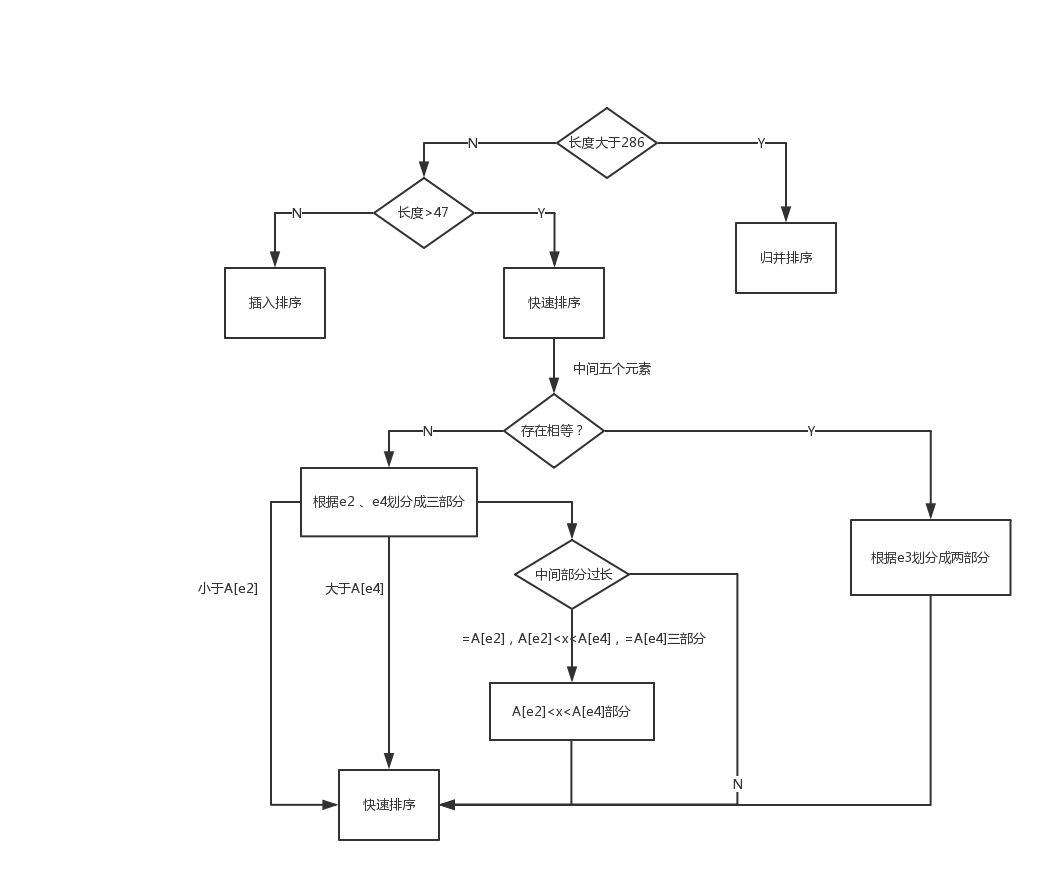 长度大于286
N
Y
长度>47
N
Y
归并排序
插入排序
快速排序
中间五个元素
存在相等？
N
Y
根据e2 、e4划分成三部分
根据e3划分成两部分
中间部分过长
小于A[e2]
大于A[e4]
=A[e2]，A[e2]<x<A[e4]，=A[e4]三部分
A[e2]<x<A[e4]部分
N
快速排序